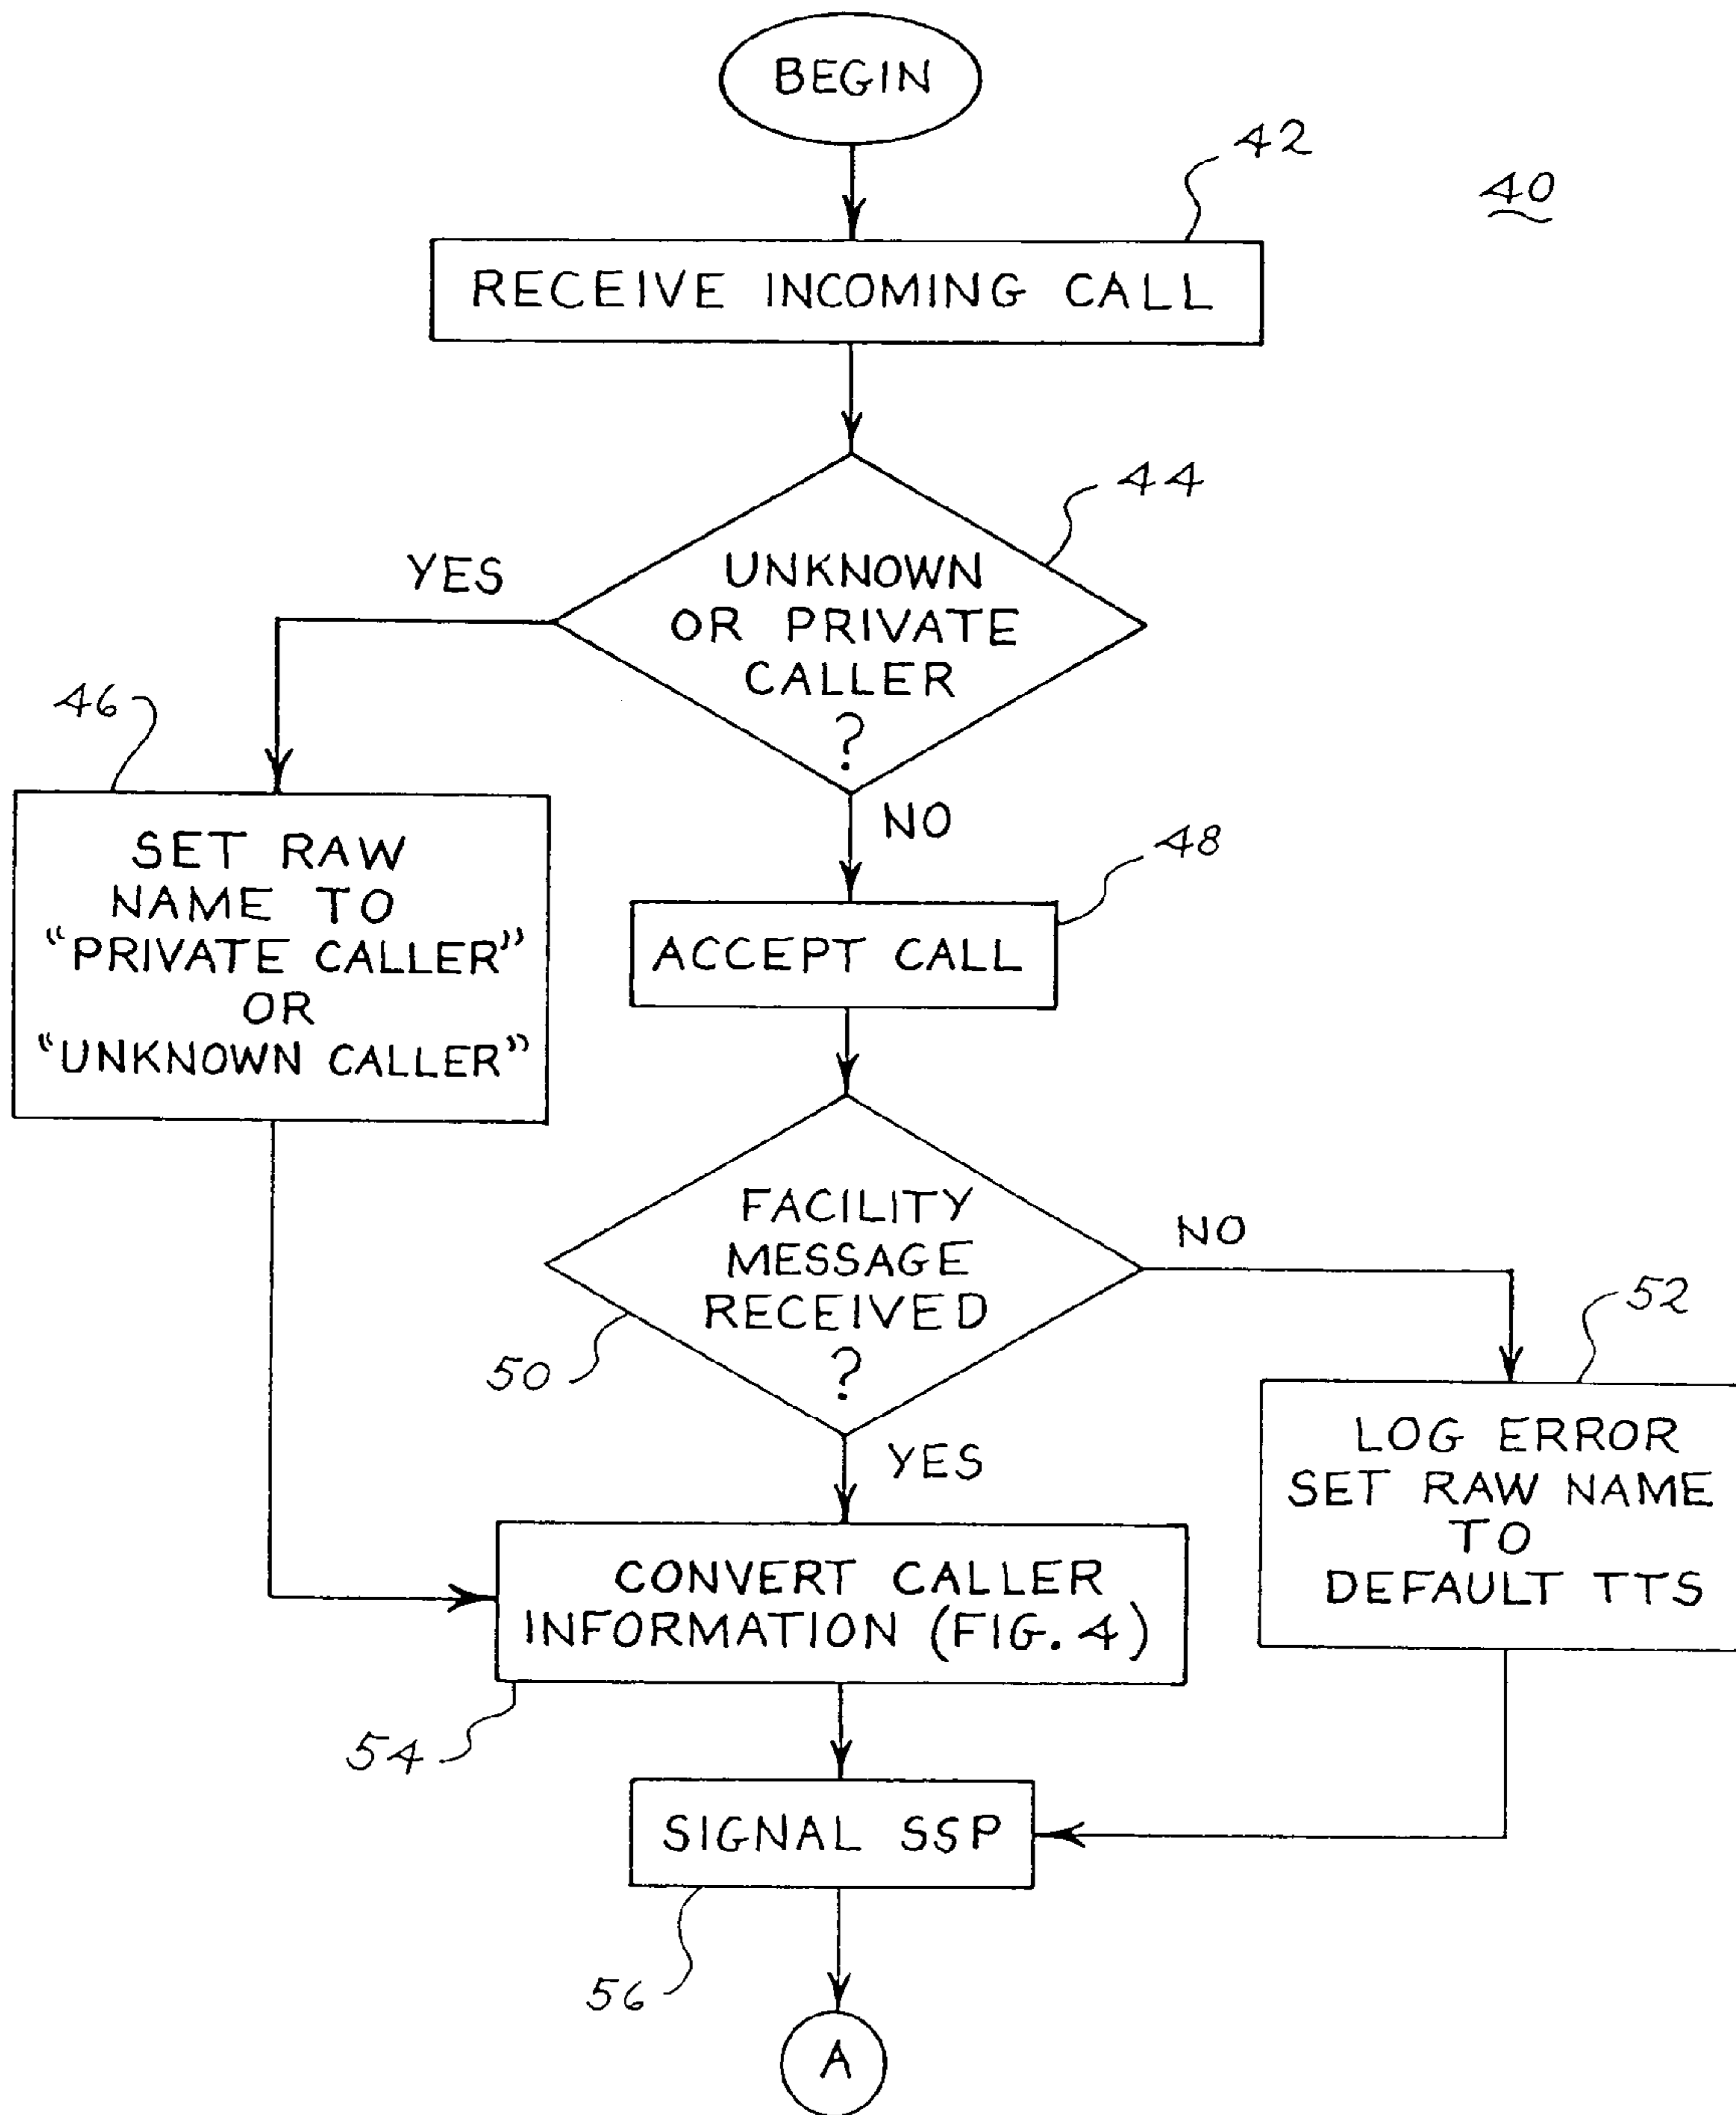 BEGIN
42
40
RECEIVE INCOMING CALL
44
YES
UNKNOWN
OR PRIVATE
CALLER
?
46
NO
48
SET RAW
NAME TO
“PRIVATE CALLER”
OR
“UNKNOWN CALLER”
ACCEPT CALL
FACILITY
MESSAGE
RECEIVED
?
NO
50
52
YES
LOG ERROR
SET RAW NAME
TO
DEFAULT TTS
CONVERT CALLER
INFORMATION (FIG. 4)
54
SIGNAL SSP
56
A